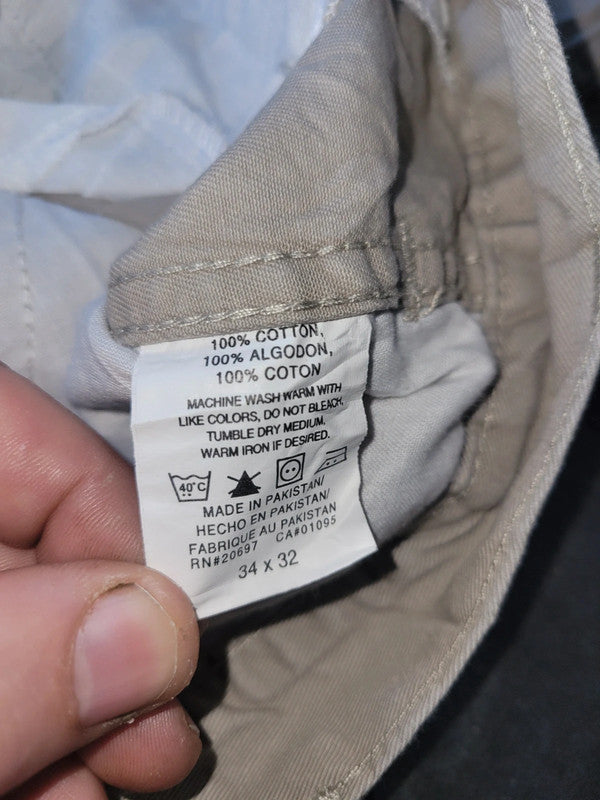 100% COTTON,
100% ALGODON,
100% COTON
MACHINE WASH WARM WITH
LIKE COLORS, DO NOT BLEACH,
TUMBLE DRY MEDIUM.
WARM IRON IF DESIRED.
40°C
MADE IN PAKISTAN/
HECHO EN PAKISTAN/
FABRIQUE AU PAKISTAN
RN#20697 CA#01095
34 X 32